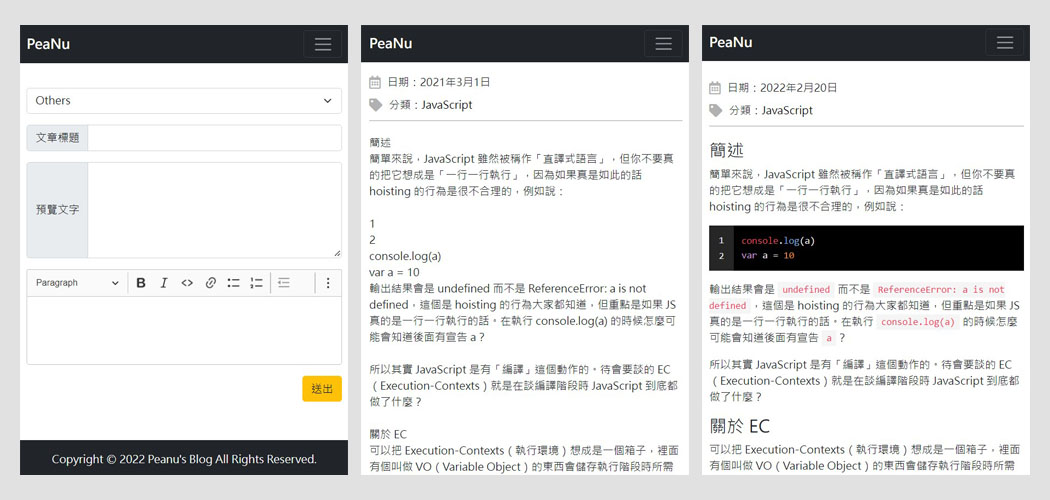 PeaNu
Others
文章標題
預覽文字
Paragraph
B I <>
送出
Copyright © 2022 Peanu's Blog All Rights Reserved.
PeaNu
日期：2021年3月1日
分類：JavaScript
簡述
簡單來說，JavaScript 雖然被稱作「直譯式語言」，但你不要真
的把它想成是「一行一行執行」，因為如果真是如此的話
hoisting 的行為是很不合理的，例如說：
1
2
console.log(a)
var a = 10
輸出結果會是 undefined 而不是 ReferenceError: a is not
defined，這個是 hoisting 的行為大家都知道，但重點是如果 JS
真的是一行一行執行的話。在執行 console.log(a) 的時候怎麼可
能會知道後面有宣告 a？
所以其實 JavaScript 是有「編譯」這個動作的。待會要談的 EC
（Execution-Contexts）就是在談編譯階段時 JavaScript 到底都
做了什麼？
關於 EC
可以把 Execution-Contexts（執行環境）想成是一個箱子，裡面
有個叫做 VO（Variable Object）的東西會儲存執行階段時所需
PeaNu
日期：2022年2月20日
分類：JavaScript
簡述
簡單來說，JavaScript 雖然被稱作「直譯式語言」，但你不要真
的把它想成是「一行一行執行」，因為如果真是如此的話
hoisting 的行為是很不合理的，例如說：
1 console.log(a)
2 var a = 10
輸出結果會是 undefined 而不是 ReferenceError: a is not
defined ，這個是 hoisting 的行為大家都知道，但重點是如果 JS
真的是一行一行執行的話。在執行 console.log(a) 的時候怎麼
可能會知道後面有宣告 a ？
所以其實 JavaScript 是有「編譯」這個動作的。待會要談的 EC
（Execution-Contexts）就是在談編譯階段時 JavaScript 到底都
做了什麼？
關於 EC
可以把 Execution-Contexts（執行環境）想成是一個箱子，裡面
有個叫做 VO（Variable Object）的東西會儲存執行階段時所需